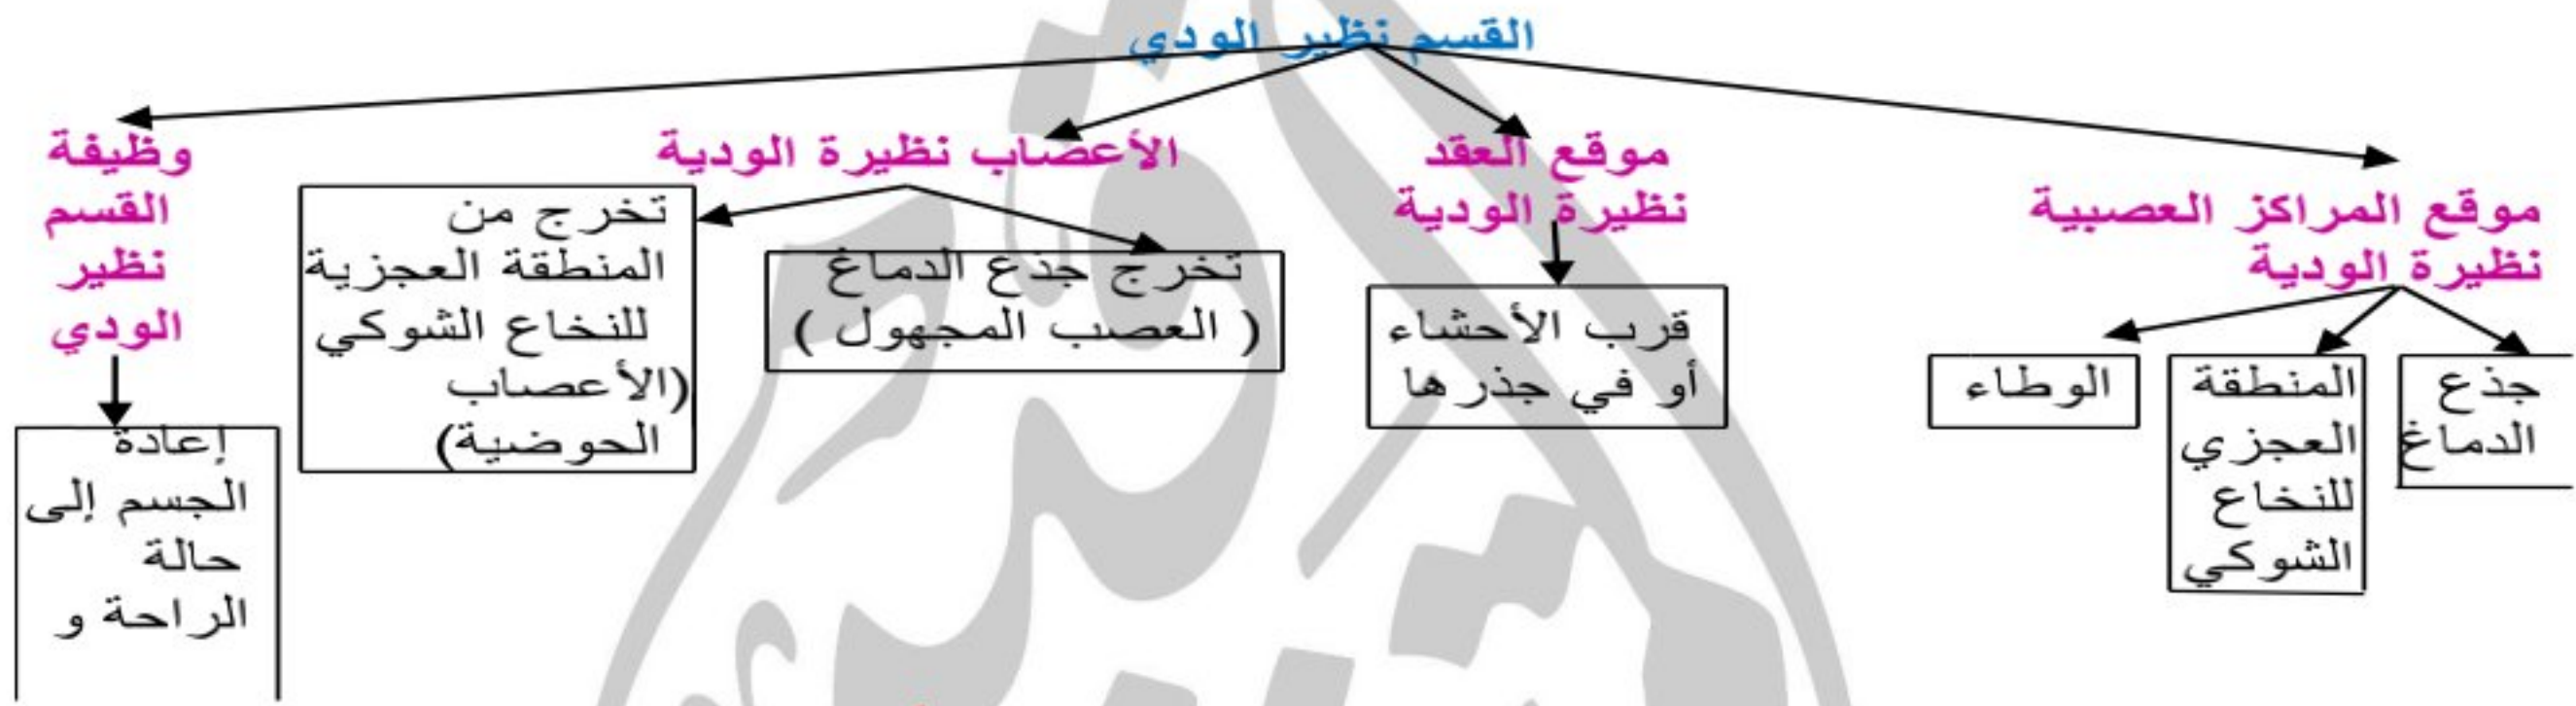 القسم نظير الودي
موقع المراكز العصبية
نظيرة الودية
جذع
الدماغ
المنطقة
العجزي
للنخاع
الشوكي
الوطاء
موقع العقد
نظيرة الودية
قرب الأحشاء
أو في جذرها
الأعصاب نظيرة الودية
تخرج جذع الدماغ
( العصب المجهول )
تخرج من
المنطقة العجزية
للنخاع الشوكي
(الأعصاب
الحوضية)
وظيفة
القسم
نظير
الودي
إعادة
الجسم إلى
حالة
الراحة و